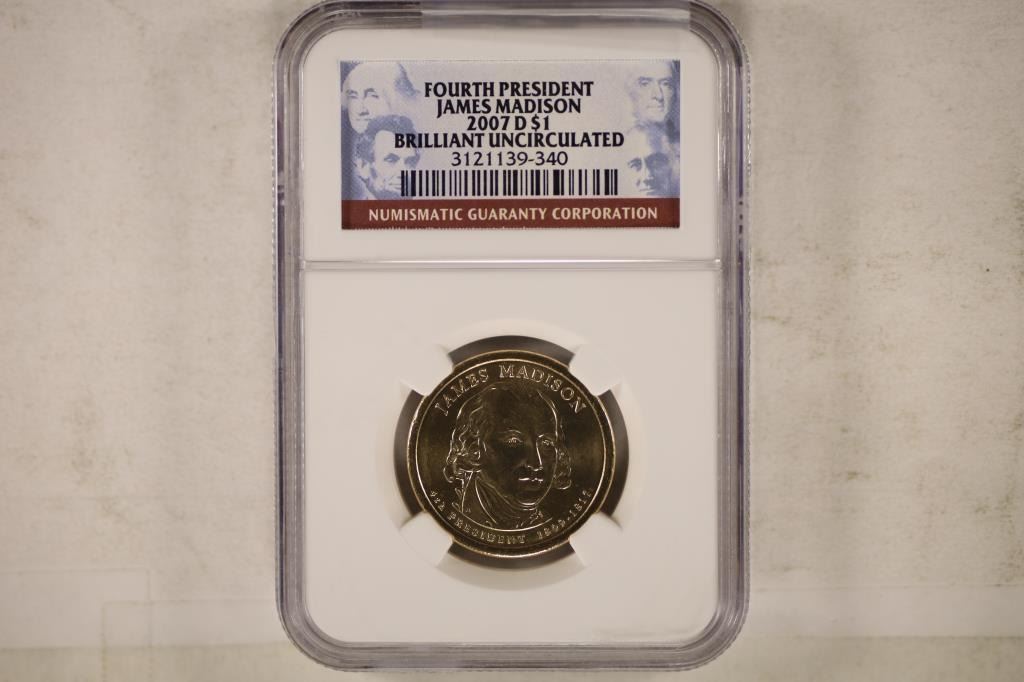 FOURTH PRESIDENT
JAMES MADISON
2007 D $1
BRILLIANT UNCIRCULATED
3121139-340
NUMISMATIC GUARANTY CORPORATION
JAMES MADISON
4th PRESIDENT 1809-1817